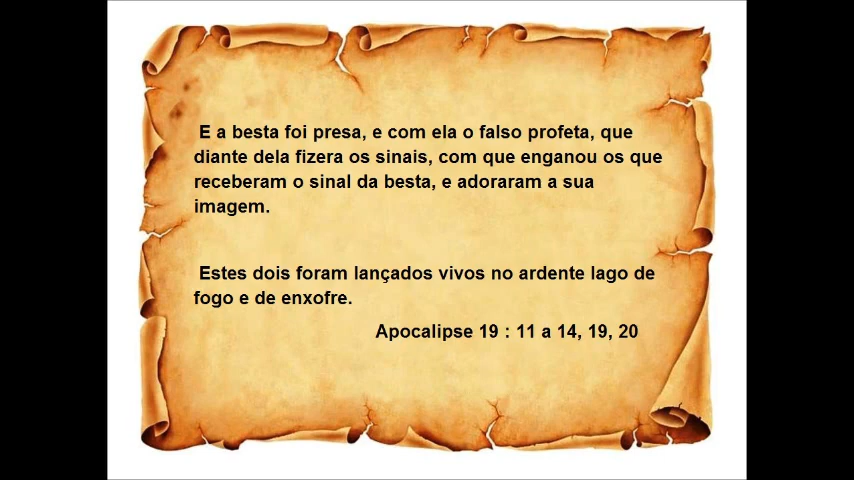 E a besta foi presa, e com ela o falso profeta, que
diante dela fizera os sinais, com que enganou os que
receberam o sinal da besta, e adoraram a sua
imagem.
Estes dois foram lançados vivos no ardente lago de
fogo e de enxofre.
Apocalipse 19 : 11 a 14, 19, 20